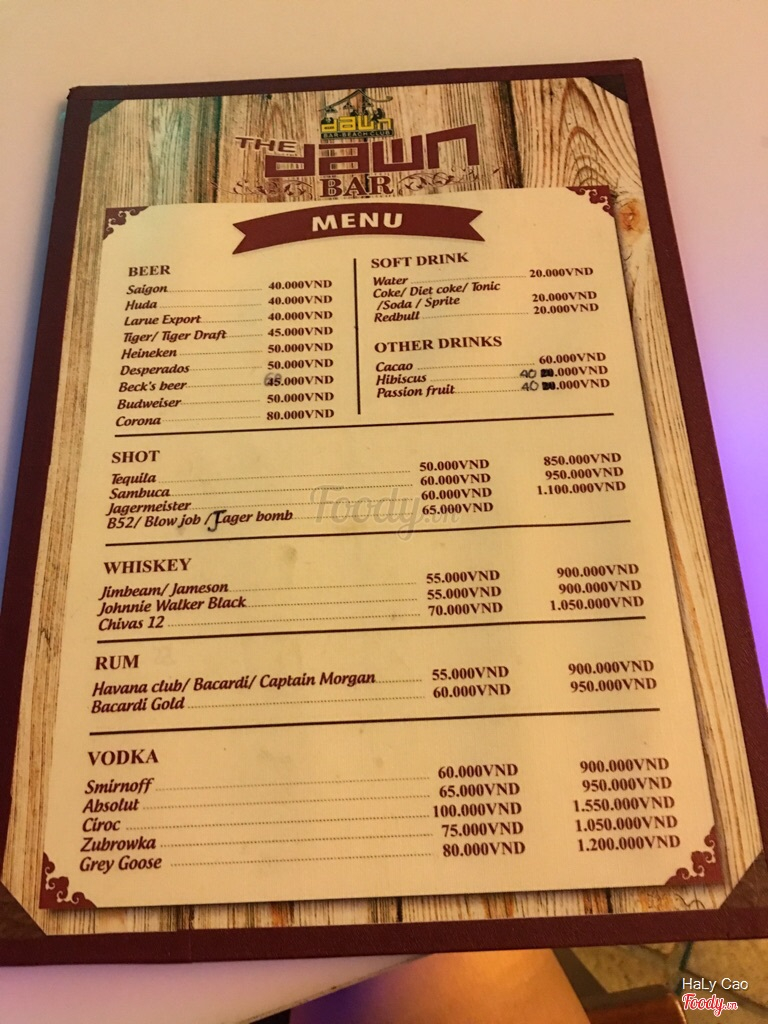 dawn
BAR-BEACH CLUB
THE dawn
BAR
MENU
BEER
Saigon 40.000VND
Huda 40.000VND
Larue Export 40.000VND
Tiger/ Tiger Draft 45.000VND
Heineken 50.000VND
Desperados 50.000VND
Beck's beer 45.000VND
Budweiser 50.000VND
Corona 80.000VND
SOFT DRINK
Water 20.000VND
Coke/ Diet coke/ Tonic
/Soda / Sprite 20.000VND
Redbull 20.000VND
OTHER DRINKS
Cacao 60.000VND
Hibiscus 40 .000VND
Passion fruit 40 .000VND
SHOT
Tequila 50.000VND 850.000VND
Sambuca 60.000VND 950.000VND
Jagermeister 60.000VND 1.100.000VND
B52/ Blow job /Jager bomb 65.000VND
WHISKEY
Jimbeam/ Jameson 55.000VND 900.000VND
Johnnie Walker Black 55.000VND 900.000VND
Chivas 12 70.000VND 1.050.000VND
RUM
Havana club/ Bacardi/ Captain Morgan 55.000VND 900.000VND
Bacardi Gold 60.000VND 950.000VND
VODKA
Smirnoff 60.000VND 900.000VND
Absolut 65.000VND 950.000VND
Ciroc 100.000VND 1.550.000VND
Zubrowka 75.000VND 1.050.000VND
Grey Goose 80.000VND 1.200.000VND
Foody.vn
HaLy Cao
Foody.vn